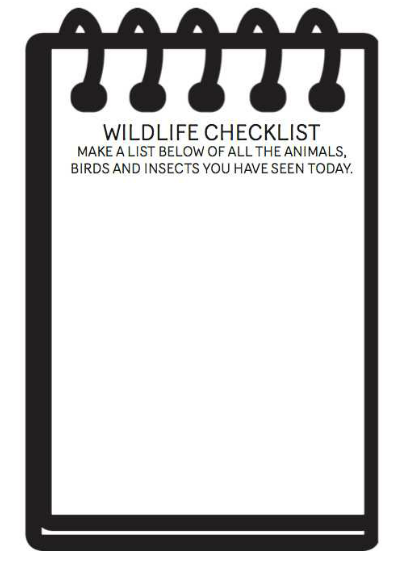 WILDLIFE CHECKLIST
MAKE A LIST BELOW OF ALL THE ANIMALS,
BIRDS AND INSECTS YOU HAVE SEEN TODAY.